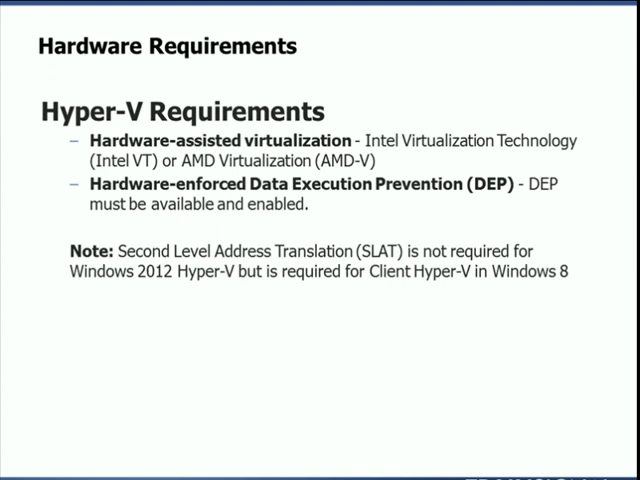 Hardware Requirements
Hyper-V Requirements
– Hardware-assisted virtualization - Intel Virtualization Technology
(Intel VT) or AMD Virtualization (AMD-V)
– Hardware-enforced Data Execution Prevention (DEP) - DEP
must be available and enabled.
Note: Second Level Address Translation (SLAT) is not required for
Windows 2012 Hyper-V but is required for Client Hyper-V in Windows 8